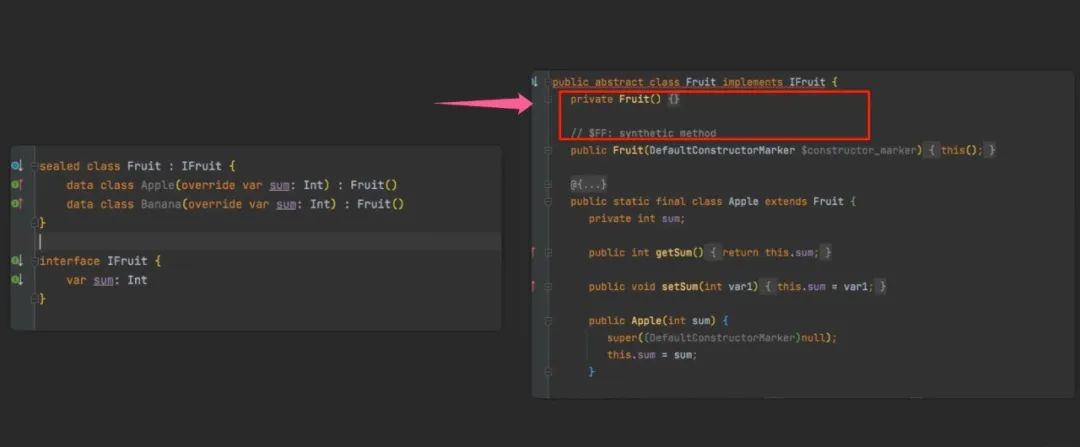 sealed class Fruit : IFruit {
data class Apple(override var sum: Int) : Fruit()
data class Banana(override var sum: Int) : Fruit()
}
interface IFruit {
var sum: Int
}
public abstract class Fruit implements IFruit {
private Fruit() {}
// $FF: synthetic method
public Fruit(DefaultConstructorMarker $constructor_marker) { this(); }
@{...}
public static final class Apple extends Fruit {
private int sum;
public int getSum() { return this.sum; }
public void setSum(int var1) { this.sum = var1; }
public Apple(int sum) {
super((DefaultConstructorMarker)null);
this.sum = sum;
}